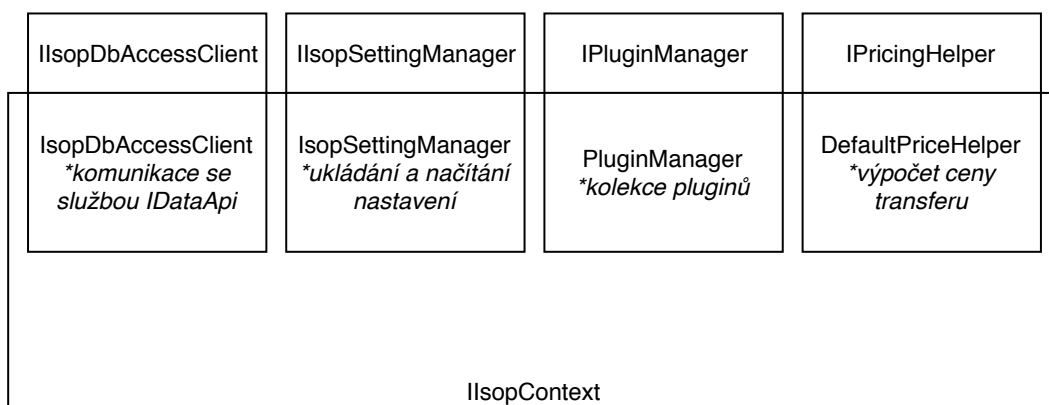 IIsopDbAccessClient
IIsopSettingManager
IPluginManager
IPricingHelper
IsopDbAccessClient
*komunikace se
službou IDataApi
IsopSettingManager
*ukládání a načítání
nastavení
PluginManager
*kolekce pluginů
DefaultPriceHelper
*výpočet ceny
transferu
IIsopContext